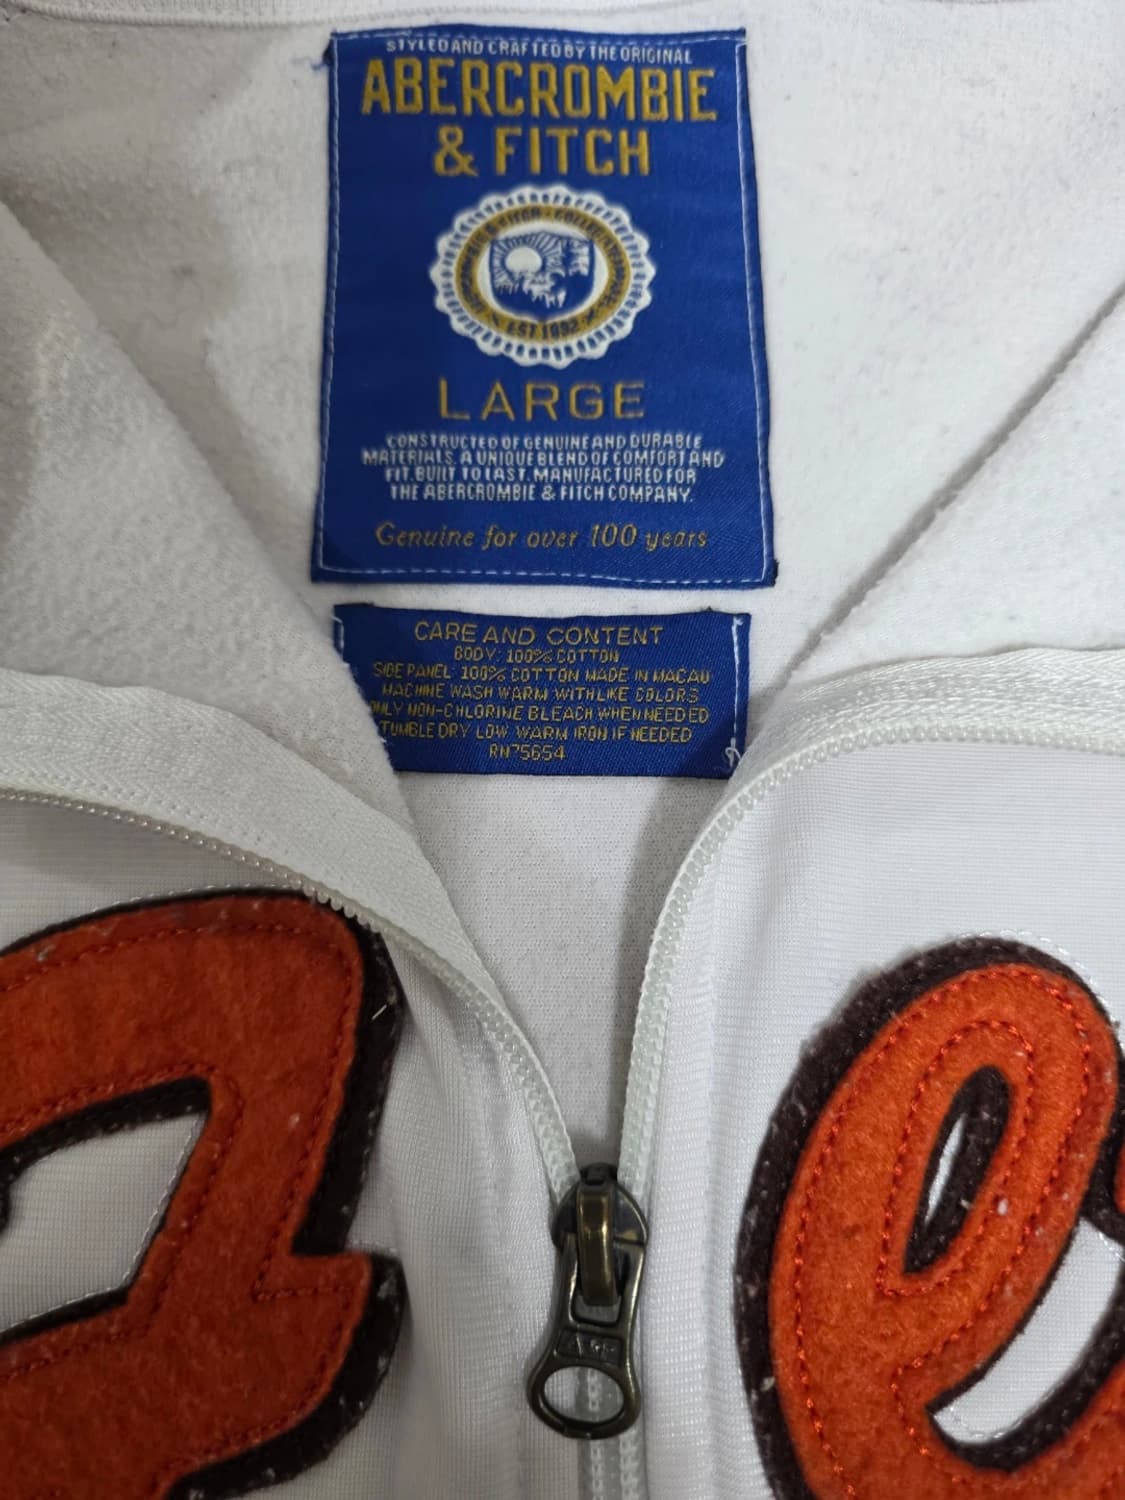 STYLED AND CRAFTED BY THE ORIGINAL
ABERCROMBIE
& FITCH
EST 1892
LARGE
CONSTRUCTED OF GENUINE AND DURABLE
MATERIALS. A UNIQUE BLEND OF COMFORT AND
FIT. BUILT TO LAST. MANUFACTURED FOR
THE ABERCROMBIE & FITCH COMPANY.
Genuine for over 100 years
CARE AND CONTENT
BODY: 100% COTTON
SIDE PANEL: 100% COTTON MADE IN MACAU
MACHINE WASH WARM WITH LIKE COLORS
ONLY NON-CHLORINE BLEACH WHEN NEEDED
TUMBLE DRY LOW WARM IRON IF NEEDED
RN75654